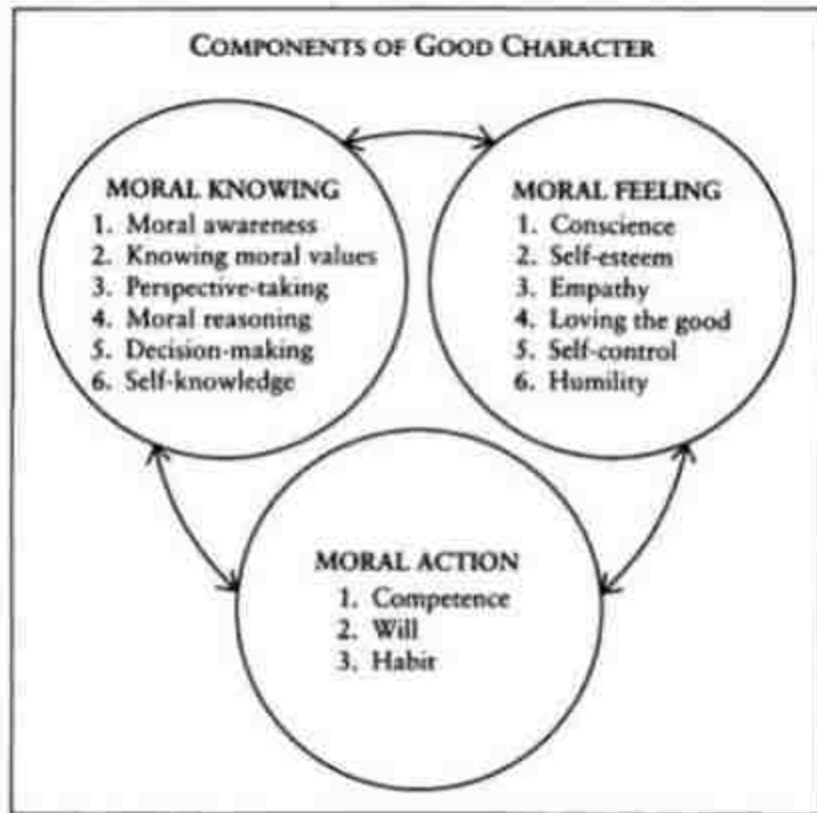 COMPONENTS OF GOOD CHARACTER
MORAL KNOWING
1. Moral awareness
2. Knowing moral values
3. Perspective-taking
4. Moral reasoning
5. Decision-making
6. Self-knowledge
MORAL FEELING
1. Conscience
2. Self-esteem
3. Empathy
4. Loving the good
5. Self-control
6. Humility
MORAL ACTION
1. Competence
2. Will
3. Habit